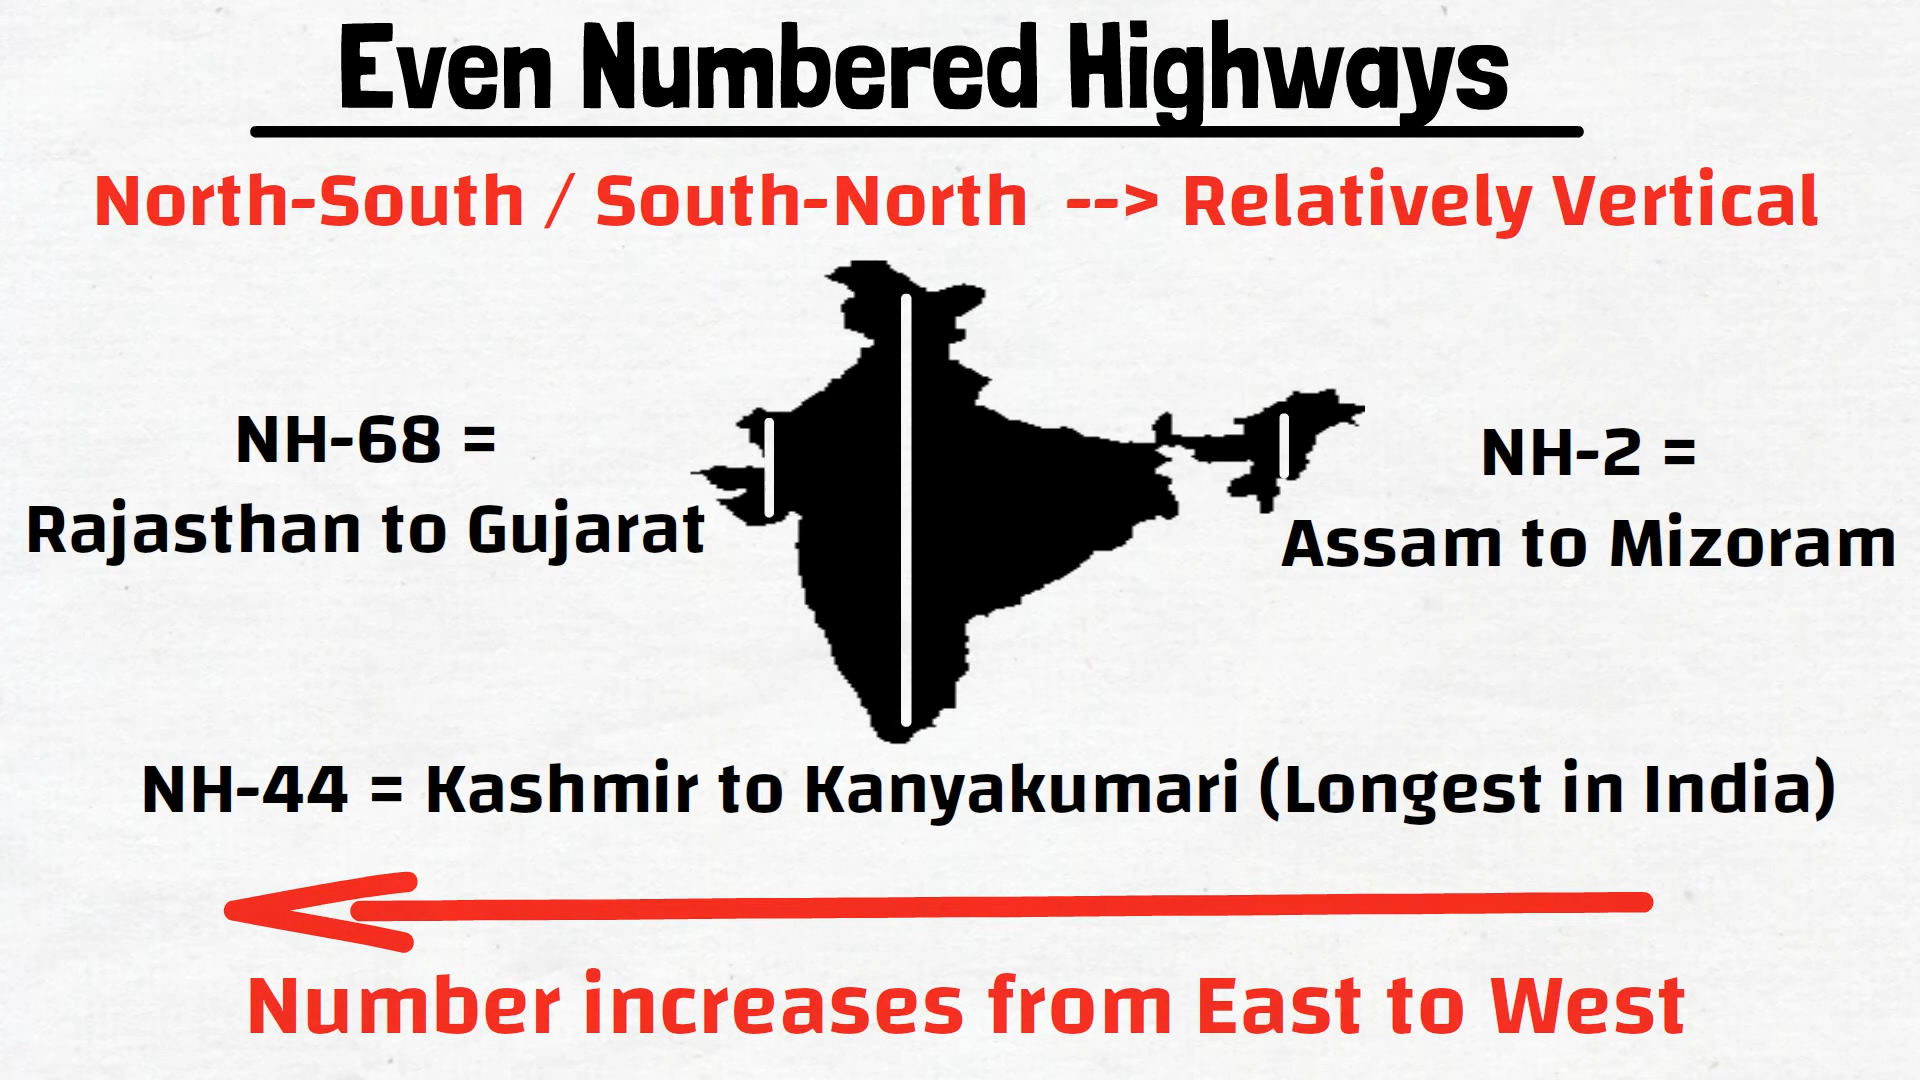 Even Numbered Highways
North-South / South-North --> Relatively Vertical
NH-68 =
Rajasthan to Gujarat
NH-2 =
Assam to Mizoram
NH-44 = Kashmir to Kanyakumari (Longest in India)
Number increases from East to West